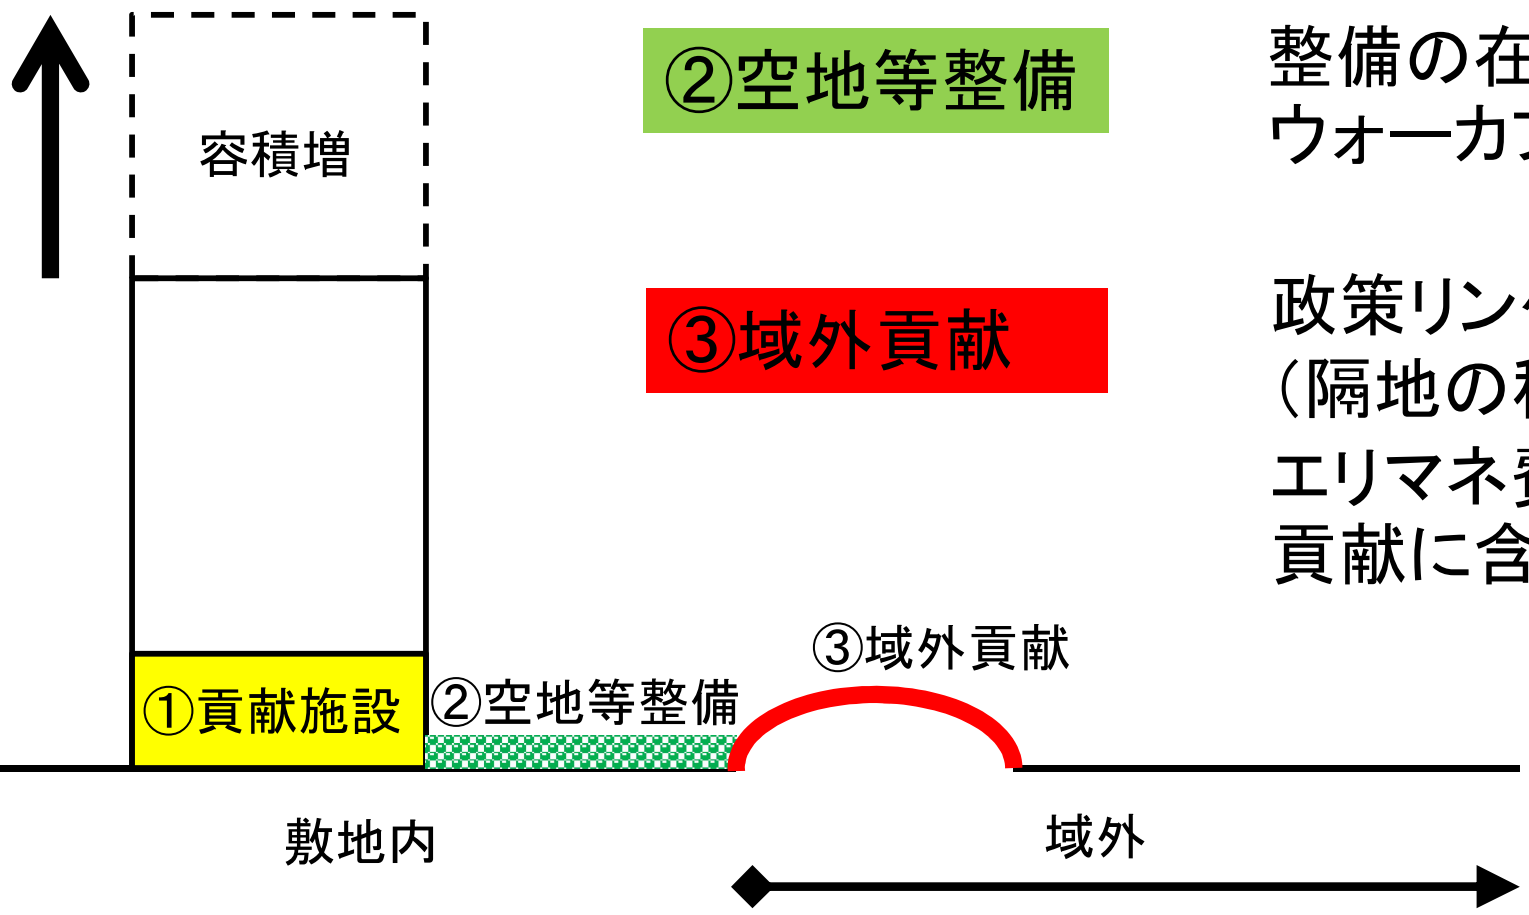 ②空地等整備
整備の在
ウォーカブ
容積増
③域外貢献
政策リンケ
（隔地の
エリマネ費
貢献に含
③域外貢献
①貢献施設
②空地等整備
敷地内
域外